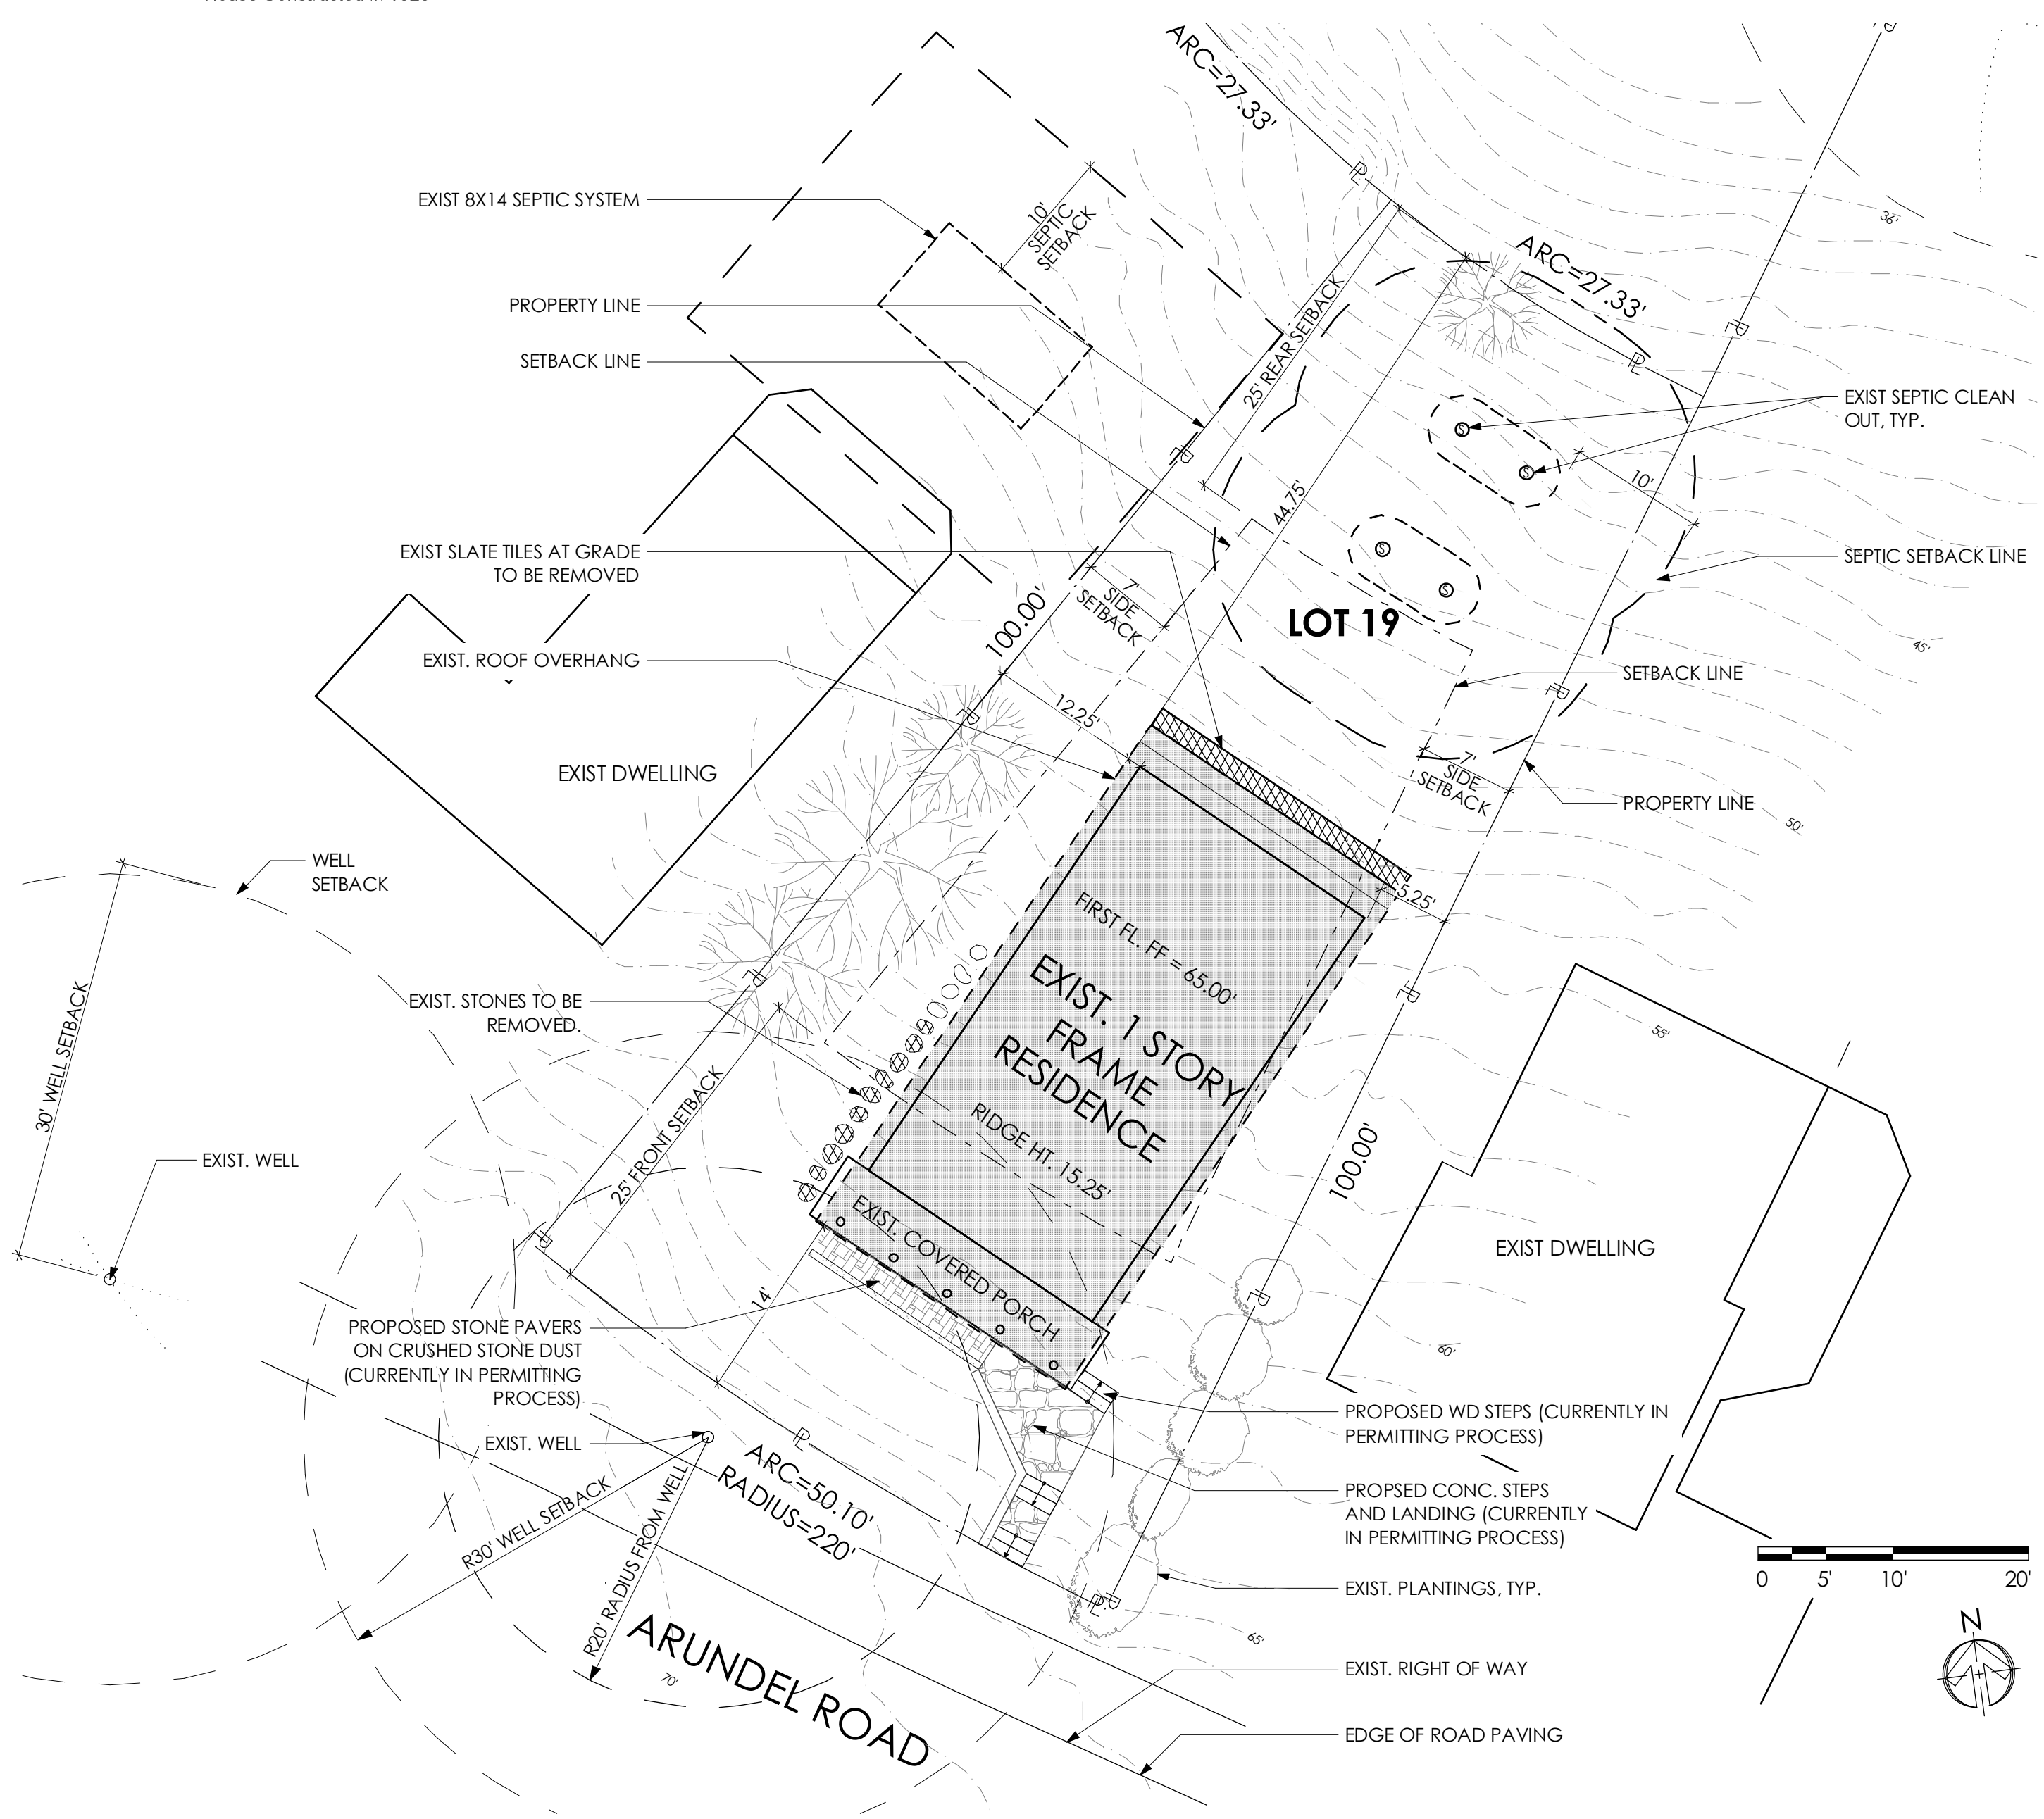 ARC=27.33'
EXIST 8X14 SEPTIC SYSTEM
10'
SEPTIC
SETBACK
36'
ARC=27.33'
PROPERTY LINE
25' REAR SETBACK
SETBACK LINE
EXIST SEPTIC CLEAN
OUT, TYP.
S
S
10'
44.75'
EXIST SLATE TILES AT GRADE
TO BE REMOVED
S
S
SEPTIC SETBACK LINE
7'
SIDE
SETBACK
100.00'
LOT 19
45'
EXIST. ROOF OVERHANG
SETBACK LINE
12.25'
EXIST DWELLING
7'
SIDE
SETBACK
PROPERTY LINE
50'
WELL
SETBACK
5.25'
FIRST FL. FF = 65.00'
EXIST. 1 STORY
FRAME
RESIDENCE
RIDGE HT. 15.25'
EXIST. STONES TO BE
REMOVED.
55'
30' WELL SETBACK
25' FRONT SETBACK
100.00'
EXIST. WELL
EXIST. COVERED PORCH
EXIST DWELLING
14'
PROPOSED STONE PAVERS
ON CRUSHED STONE DUST
(CURRENTLY IN PERMITTING
PROCESS)
60'
PROPOSED WD STEPS (CURRENTLY IN
PERMITTING PROCESS)
EXIST. WELL
ARC=50.10'
RADIUS=220'
R30' WELL SETBACK
R20' RADIUS FROM WELL
PROPSED CONC. STEPS
AND LANDING (CURRENTLY
IN PERMITTING PROCESS)
0 5' 10' 20'
EXIST. PLANTINGS, TYP.
N
65'
ARUNDEL ROAD
70'
EXIST. RIGHT OF WAY
EDGE OF ROAD PAVING